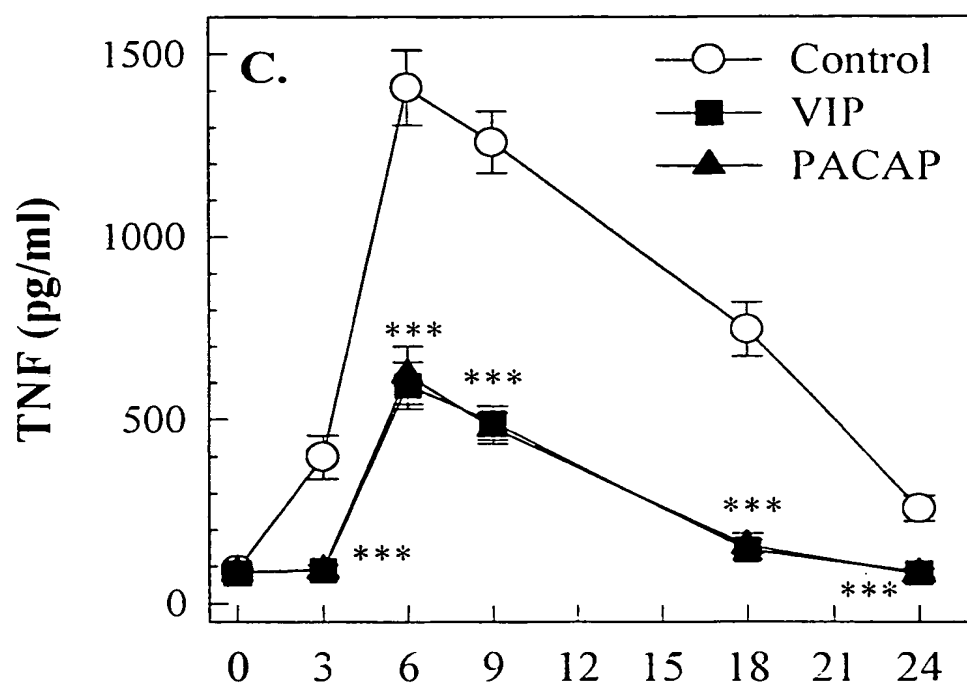 C.
Control
VIP
PACAP
TNF (pg/ml)
1500
1000
500
0
***
***
***
***
***
0 3 6 9 12 15 18 21 24